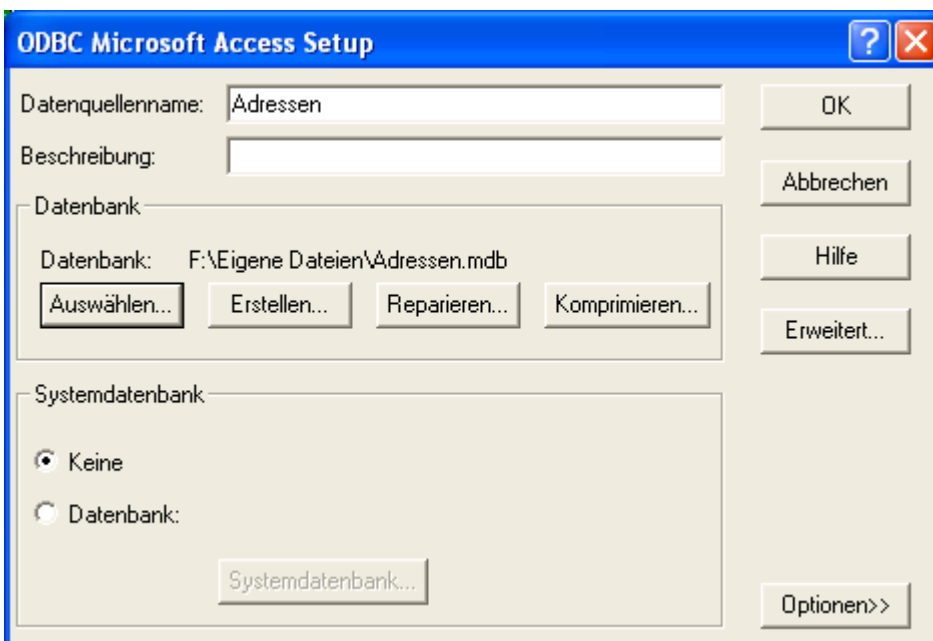 ODBC Microsoft Access Setup
Datenquellenname: Adressen
OK
Beschreibung:
Abbrechen
Datenbank
Datenbank: F:\Eigene Dateien\Adressen.mdb
Hilfe
Auswählen... Erstellen... Reparieren... Komprimieren...
Erweitert...
Systemdatenbank
Keine
Datenbank:
Systemdatenbank...
Optionen>>